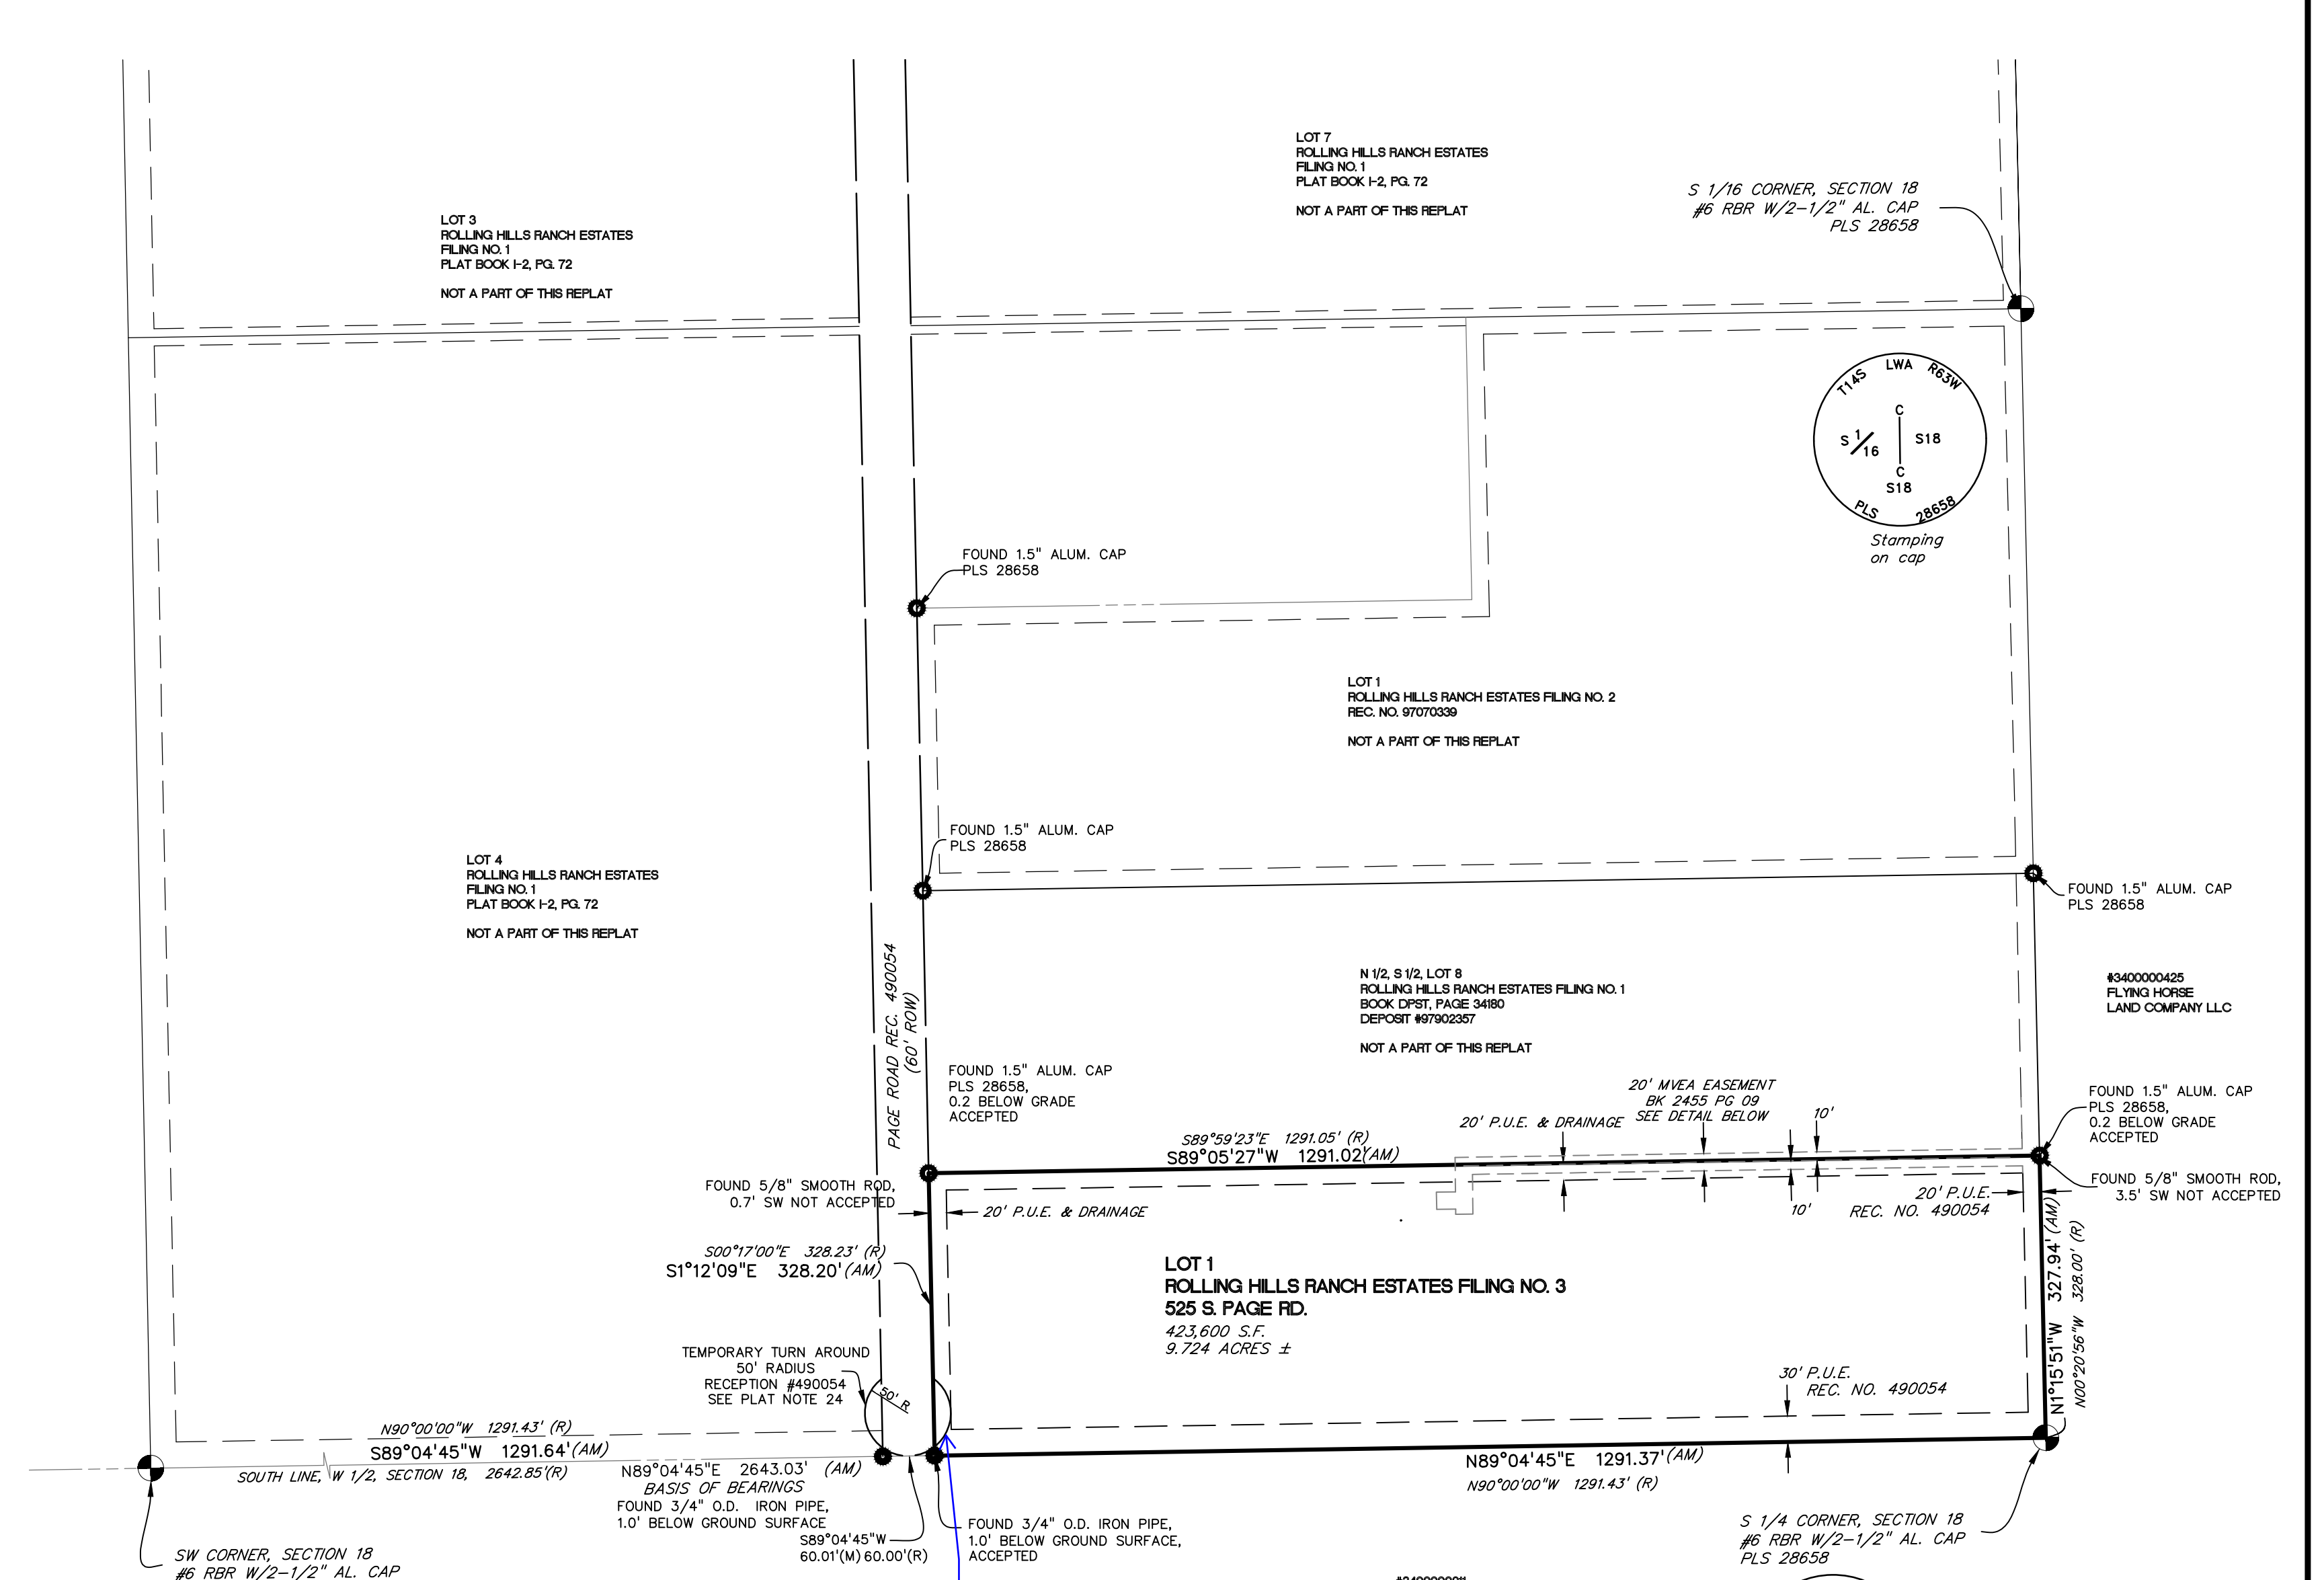 LOT 7
ROLLING HILLS RANCH ESTATES
FILING NO. 1
PLAT BOOK I-2, PG. 72
NOT A PART OF THIS REPLAT
S 1/16 CORNER, SECTION 18
#6 RBR W/2-1/2" AL. CAP
PLS 28658
LOT 3
ROLLING HILLS RANCH ESTATES
FILING NO. 1
PLAT BOOK I-2, PG. 72
NOT A PART OF THIS REPLAT
T14S LWA R63W
C
S 1/16 S18
C
S18
PLS 28658
Stamping
on cap
FOUND 1.5" ALUM. CAP
PLS 28658
LOT 1
ROLLING HILLS RANCH ESTATES FILING NO. 2
REC. NO. 97070339
NOT A PART OF THIS REPLAT
FOUND 1.5" ALUM. CAP
PLS 28658
LOT 4
ROLLING HILLS RANCH ESTATES
FILING NO. 1
PLAT BOOK I-2, PG. 72
NOT A PART OF THIS REPLAT
FOUND 1.5" ALUM. CAP
PLS 28658
PAGE ROAD REC. 490054
(60' ROW)
N 1/2, S 1/2, LOT 8
ROLLING HILLS RANCH ESTATES FILING NO. 1
BOOK DPST, PAGE 34180
DEPOSIT #97902357
NOT A PART OF THIS REPLAT
#3400000425
FLYING HORSE
LAND COMPANY LLC
FOUND 1.5" ALUM. CAP
PLS 28658,
0.2 BELOW GRADE
ACCEPTED
20' MVEA EASEMENT
BK 2455 PG 09
SEE DETAIL BELOW
20' P.U.E. & DRAINAGE
10'
FOUND 1.5" ALUM. CAP
PLS 28658,
0.2 BELOW GRADE
ACCEPTED
S89°59'23"E 1291.05' (R)
S89°05'27"W 1291.02'(AM)
FOUND 5/8" SMOOTH ROD,
0.7' SW NOT ACCEPTED
20' P.U.E. & DRAINAGE
10'
20' P.U.E.
REC. NO. 490054
FOUND 5/8" SMOOTH ROD,
3.5' SW NOT ACCEPTED
S00°17'00"E 328.23' (R)
S1°12'09"E 328.20'(AM)
LOT 1
ROLLING HILLS RANCH ESTATES FILING NO. 3
525 S. PAGE RD.
423,600 S.F.
9.724 ACRES ±
N1°15'51"W 327.94'(AM)
N00°20'56"W 328.00' (R)
TEMPORARY TURN AROUND
50' RADIUS
RECEPTION #490054
SEE PLAT NOTE 24
50' R
30' P.U.E.
REC. NO. 490054
N90°00'00"W 1291.43' (R)
S89°04'45"W 1291.64'(AM)
SOUTH LINE, W 1/2, SECTION 18, 2642.85'(R)
N89°04'45"E 2643.03' (AM)
BASIS OF BEARINGS
FOUND 3/4" O.D. IRON PIPE,
1.0' BELOW GROUND SURFACE
S89°04'45"W
60.01'(M) 60.00'(R)
FOUND 3/4" O.D. IRON PIPE,
1.0' BELOW GROUND SURFACE,
ACCEPTED
N89°04'45"E 1291.37'(AM)
N90°00'00"W 1291.43' (R)
S 1/4 CORNER, SECTION 18
#6 RBR W/2-1/2" AL. CAP
PLS 28658
SW CORNER, SECTION 18
#6 RBR W/2-1/2" AL. CAP